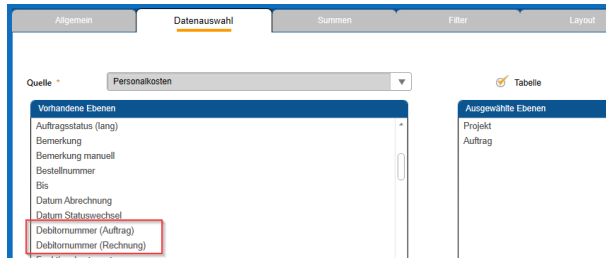 Allgemein Datenauswahl Summen Filter Layout
Quelle * Personalkosten Tabelle
Vorhandene Ebenen Ausgewählte Ebenen
Auftragsstatus (lang) Projekt
Bemerkung Auftrag
Bemerkung manuell
Bestellnummer
Bis
Datum Abrechnung
Datum Statuswechsel
Debitornummer (Auftrag)
Debitornummer (Rechnung)